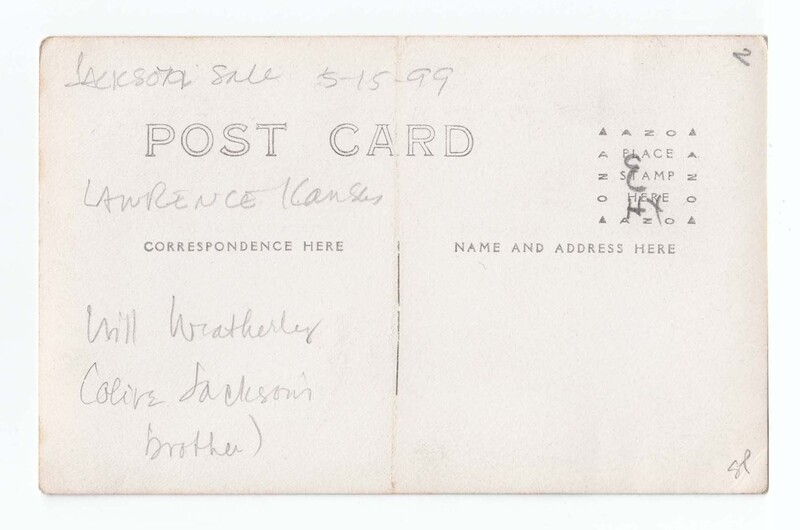 Jackson Sale 5-15-99
2
POST CARD
AZO
PLACE
STAMP
HERE
AZO
Lawrence Kansas
CORRESPONDENCE HERE
NAME AND ADDRESS HERE
Will Weatherley
Jackson's
brother)